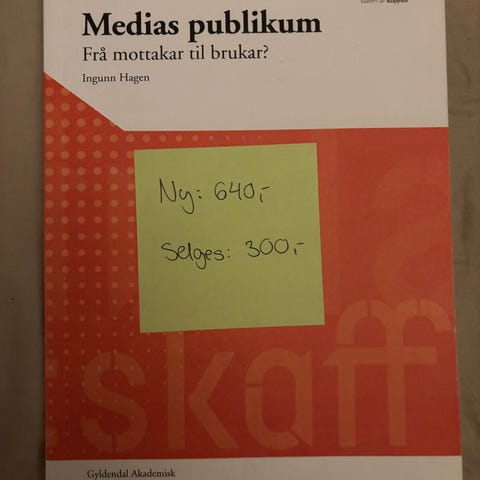 Medias publikum
Frå mottakar til brukar?
Ingunn Hagen
Ny: 640,-
Selges: 300,-
skaff
Gyldendal Akademisk